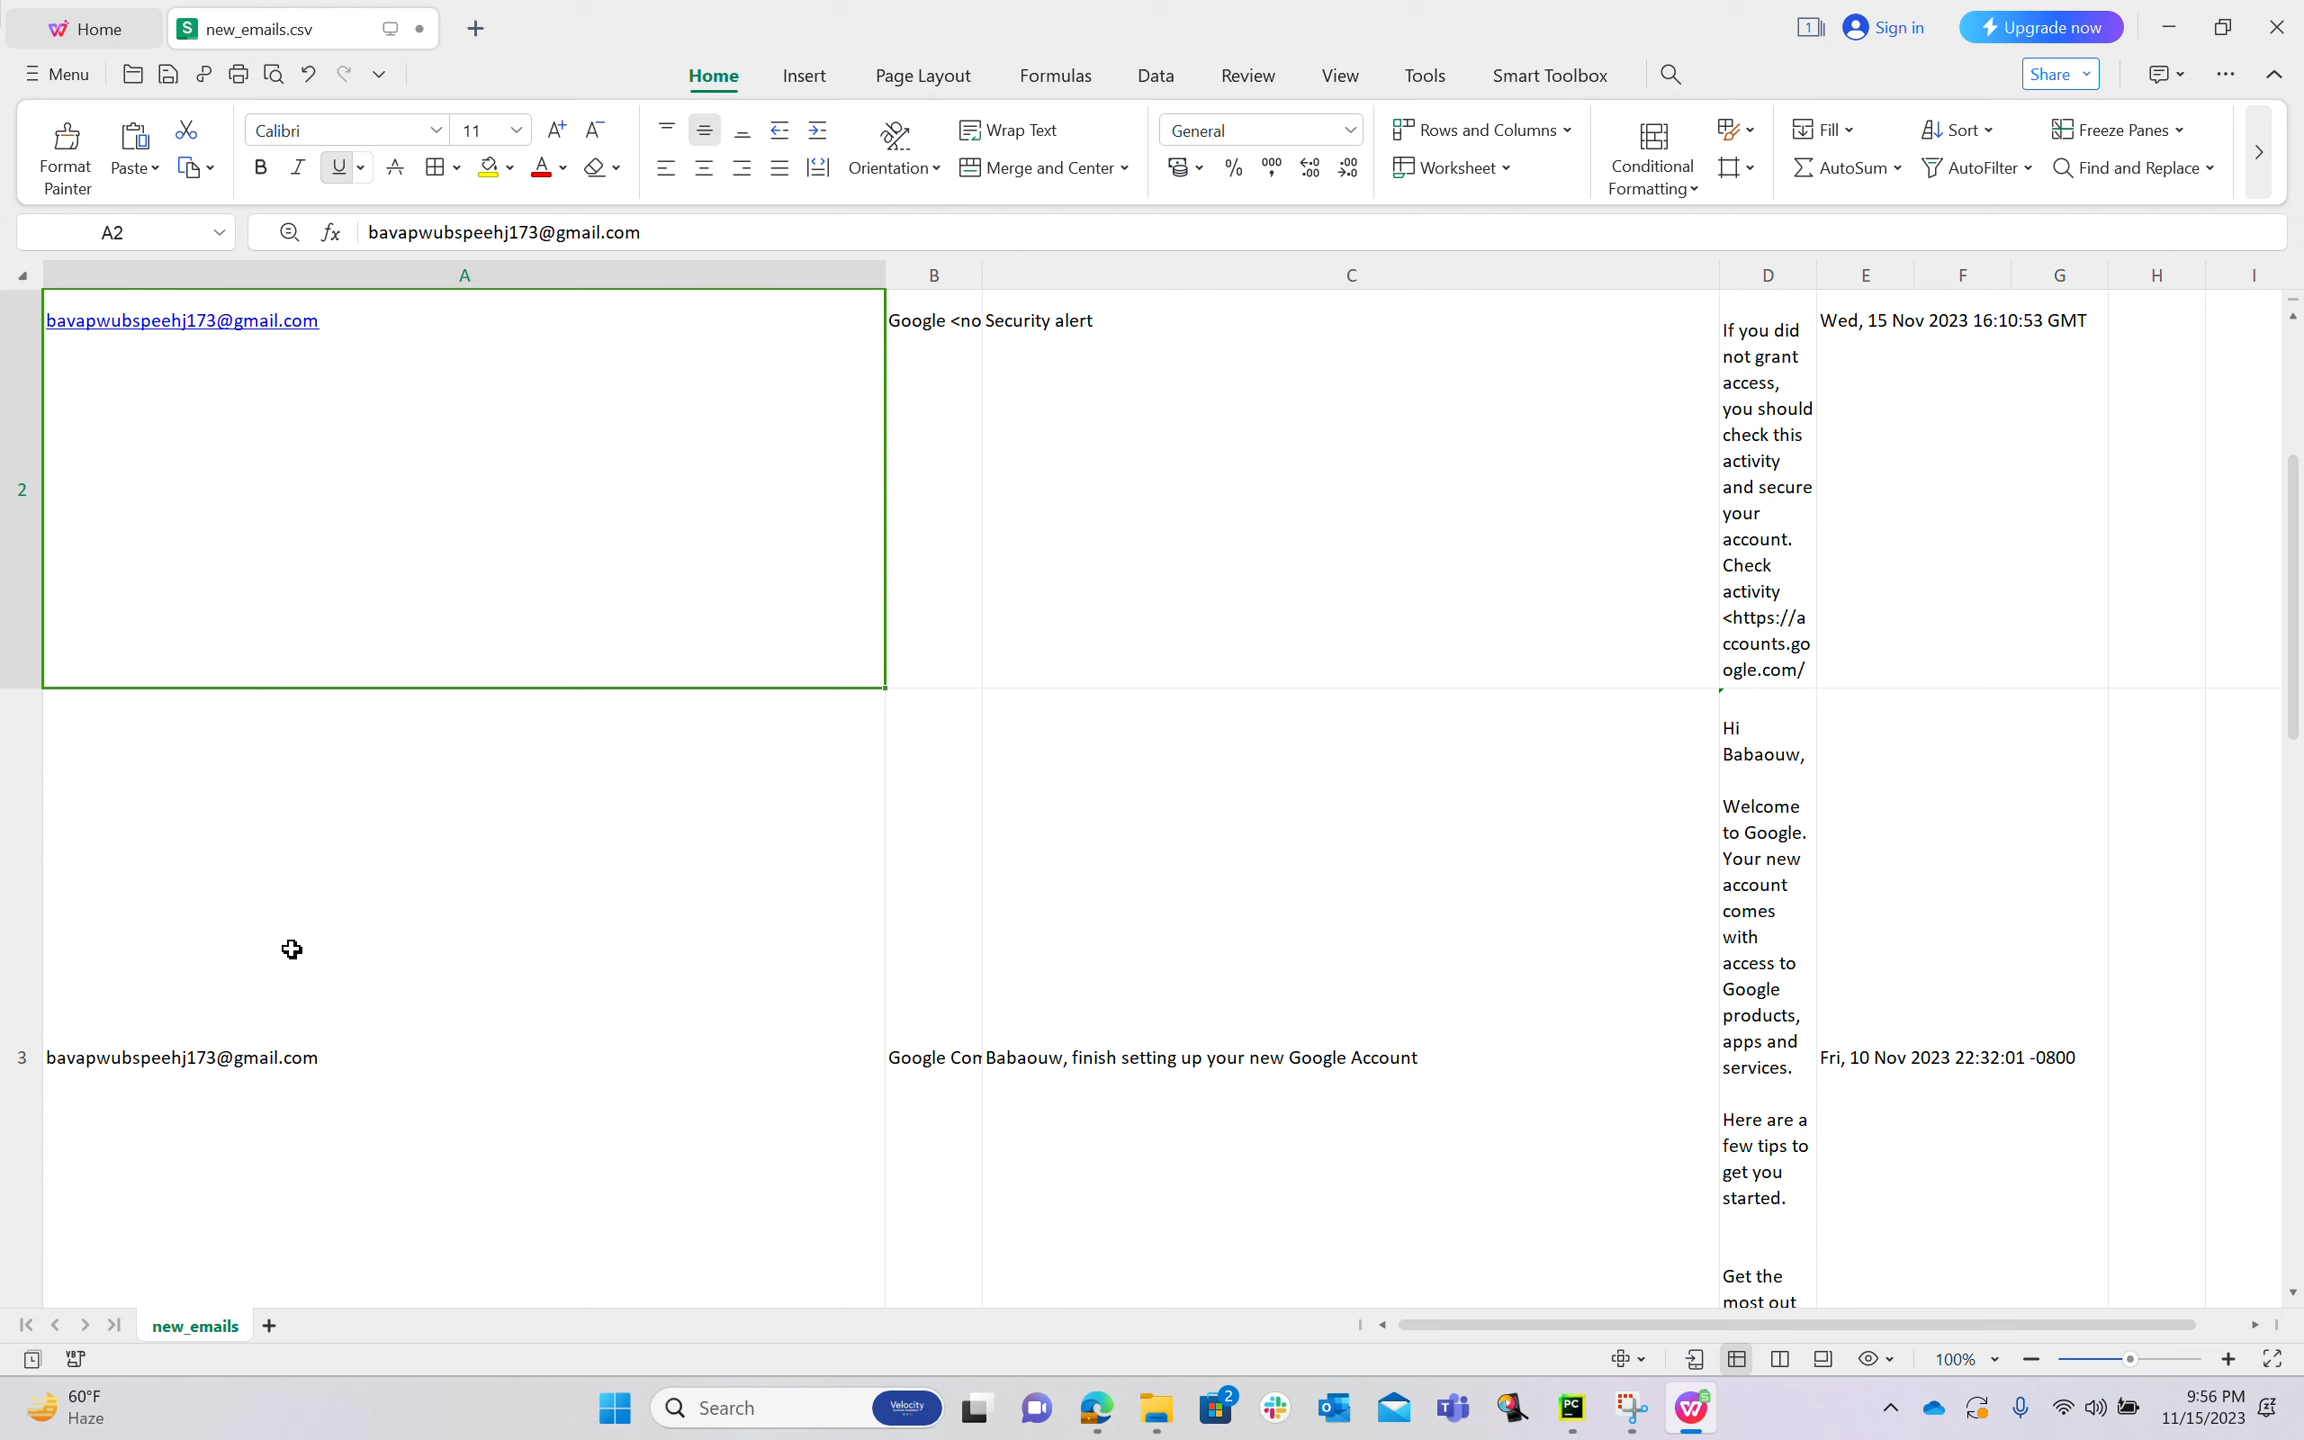 Home
new_emails.csv
1
Sign in
Upgrade now
Menu
Home
Insert
Page Layout
Formulas
Data
Review
View
Tools
Smart Toolbox
Share
Format Painter
Paste
Calibri
11
A+
A-
B I U A
Orientation
Wrap Text
Merge and Center
General
Rows and Columns
Worksheet
Conditional Formatting
Fill
Sort
Freeze Panes
AutoSum
AutoFilter
Find and Replace
A2
fx
bavapwubspeehj173@gmail.com
A B C D E F G H I
2
bavapwubspeehj173@gmail.com
Google <no
Security alert
If you did
not grant
access,
you should
check this
activity
and secure
your
account.
Check
activity
<https://a
ccounts.go
ogle.com/
Wed, 15 Nov 2023 16:10:53 GMT
3
bavapwubspeehj173@gmail.com
Google Con
Babaouw, finish setting up your new Google Account
Hi
Babaouw,
Welcome
to Google.
Your new
account
comes
with
access to
Google
products,
apps and
services.
Here are a
few tips to
get you
started.
Get the
most out
Fri, 10 Nov 2023 22:32:01 -0800
new_emails
100%
60°F
Haze
Search
Velocity
2
PC
9:56 PM
11/15/2023